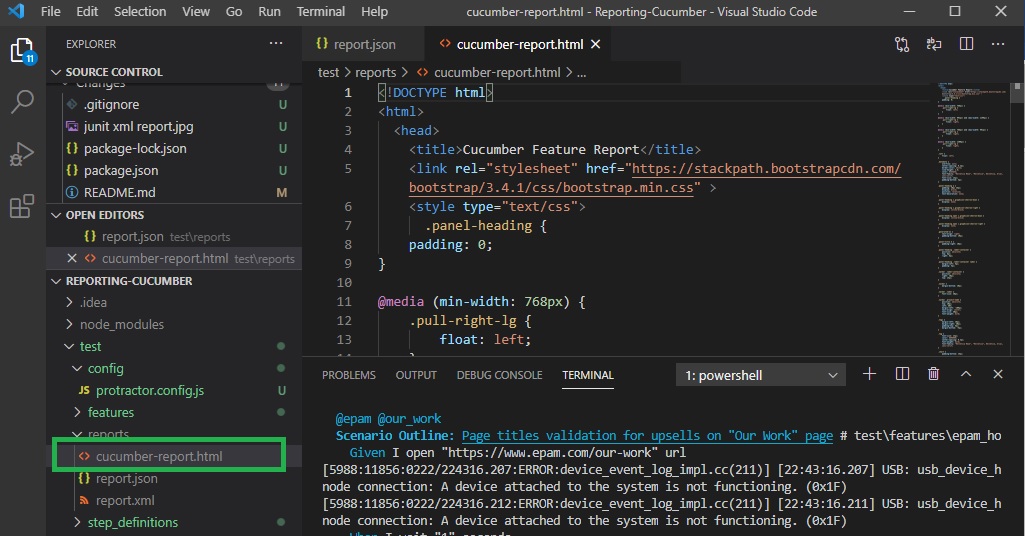 File Edit Selection View Go Run Terminal Help cucumber-report.html - Reporting-Cucumber - Visual Studio Code
EXPLORER
SOURCE CONTROL
Changes 11
.gitignore U
junit xml report.jpg U
package-lock.json U
package.json U
README.md M
OPEN EDITORS
report.json test\reports
cucumber-report.html test\reports
REPORTING-CUCUMBER
.idea
node_modules
test
config
JS protractor.config.js U
features
reports
cucumber-report.html
report.json
report.xml
step_definitions
11
report.json cucumber-report.html
test > reports > cucumber-report.html > ...
1 <!DOCTYPE html>
2 <html>
3 <head>
4 <title>Cucumber Feature Report</title>
5 <link rel="stylesheet" href="https://stackpath.bootstrapcdn.com/
bootstrap/3.4.1/css/bootstrap.min.css" >
6 <style type="text/css">
7 .panel-heading {
8 padding: 0;
9 }
10
11 @media (min-width: 768px) {
12 .pull-right-lg {
13 float: left;
14 }
PROBLEMS OUTPUT DEBUG CONSOLE TERMINAL 1: powershell
@epam @our_work
Scenario Outline: Page titles validation for upsells on "Our Work" page # test\features\epam_ho
Given I open "https://www.epam.com/our-work" url
[5988:11856:0222/224316.207:ERROR:device_event_log_impl.cc(211)] [22:43:16.207] USB: usb_device_h
node connection: A device attached to the system is not functioning. (0x1F)
[5988:11856:0222/224316.212:ERROR:device_event_log_impl.cc(211)] [22:43:16.211] USB: usb_device_h
node connection: A device attached to the system is not functioning. (0x1F)
When I wait "1" seconds